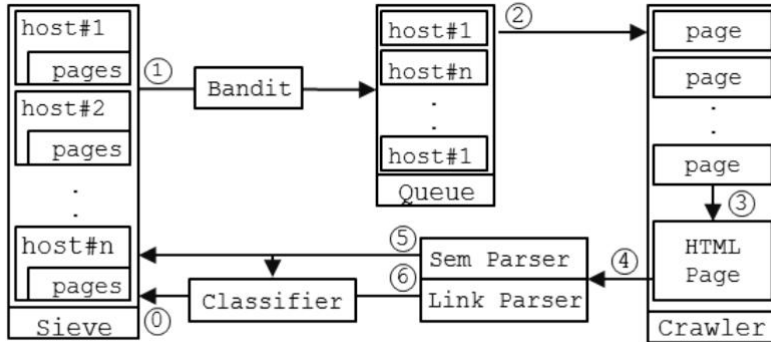 host#1
pages
host#2
pages
.
.
host#n
pages
Sieve
①
Bandit
host#1
host#n
.
.
host#1
Queue
②
page
page
.
.
page
③
HTML
Page
Crawler
④
Sem Parser
Link Parser
⑤
⑥
Classifier
⓪